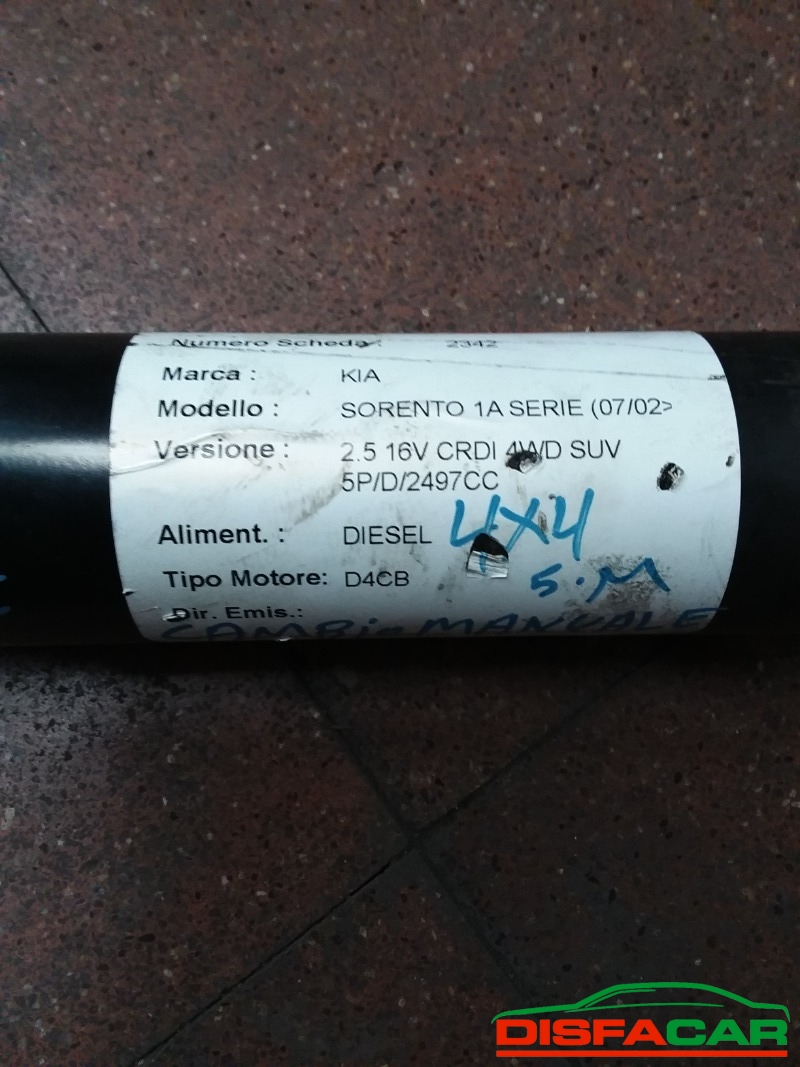 Numero Scheda: 2342
Marca : KIA
Modello : SORENTO 1A SERIE (07/02>
Versione : 2.5 16V CRDI 4WD SUV
5P/D/2497CC
Aliment. : DIESEL 4X4
Tipo Motore: D4CB 5.M
Dir. Emis.:
CAMBio MANUALE
DISFACAR